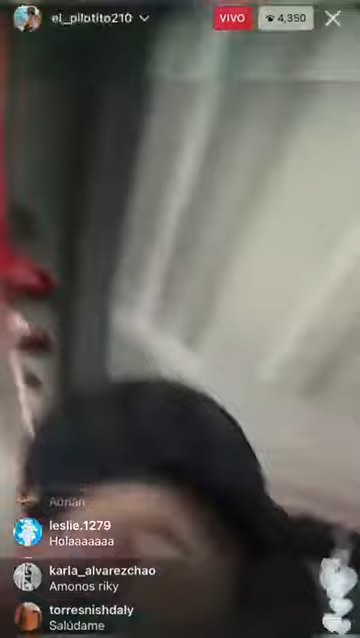 el_pilotito210
VIVO
4,350
Adrian
leslie.1279
Holaaaaaaa
karla_alvarezchao
Amonos riky
torresnishdaly
Salúdame